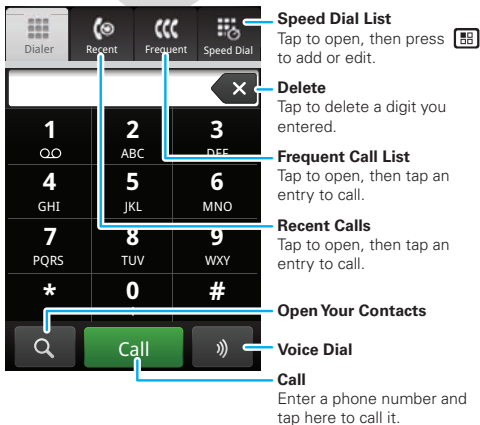 Dialer Recent Frequent Speed Dial
1 2 3
ABC DEF
4 5 6
GHI JKL MNO
7 8 9
PQRS TUV WXY
* 0 #
Call
Speed Dial List
Tap to open, then press
to add or edit.
Delete
Tap to delete a digit you
entered.
Frequent Call List
Tap to open, then tap an
entry to call.
Recent Calls
Tap to open, then tap an
entry to call.
Open Your Contacts
Voice Dial
Call
Enter a phone number and
tap here to call it.